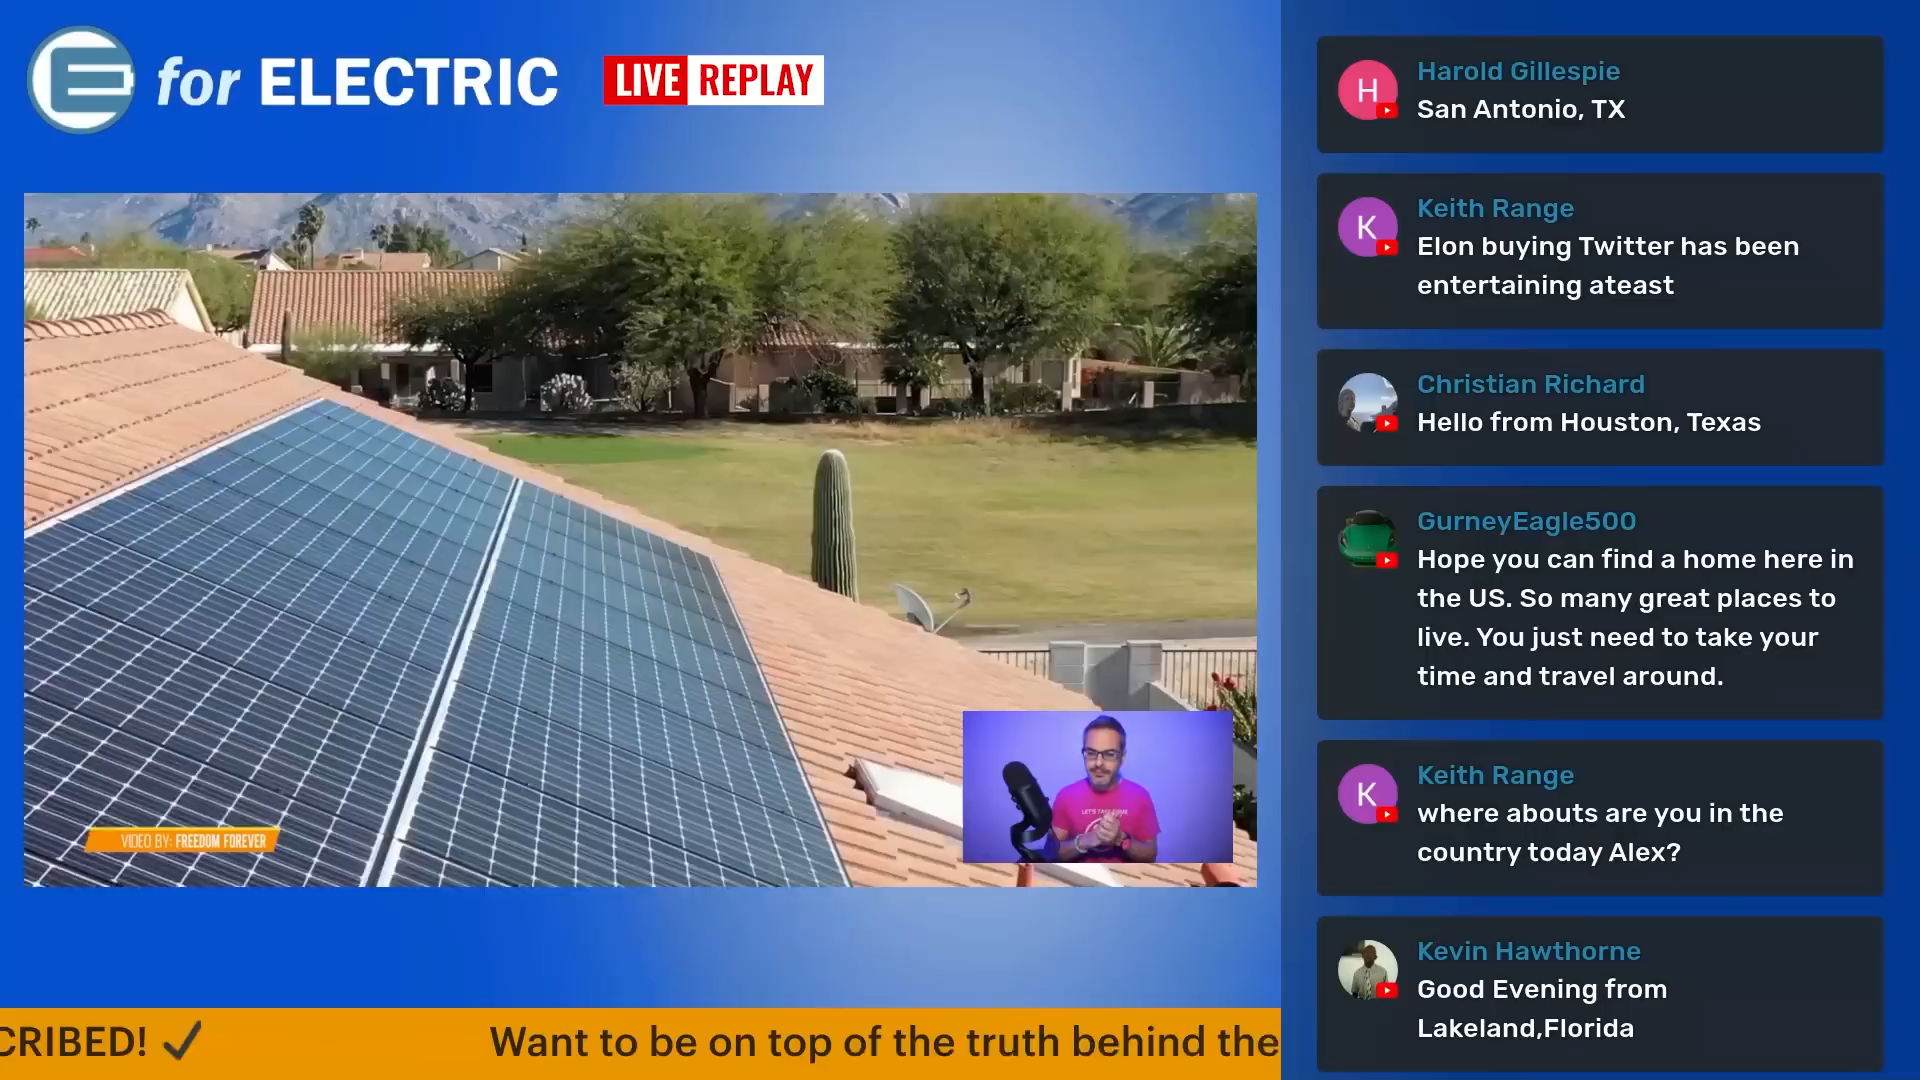 E for ELECTRIC
LIVE REPLAY
VIDEO BY: FREEDOM FOREVER
LET'S TAKE
CRIBED! ✓
Want to be on top of the truth behind the
H
Harold Gillespie
San Antonio, TX
K
Keith Range
Elon buying Twitter has been
entertaining ateast
Christian Richard
Hello from Houston, Texas
GurneyEagle500
Hope you can find a home here in
the US. So many great places to
live. You just need to take your
time and travel around.
K
Keith Range
where abouts are you in the
country today Alex?
Kevin Hawthorne
Good Evening from
Lakeland,Florida